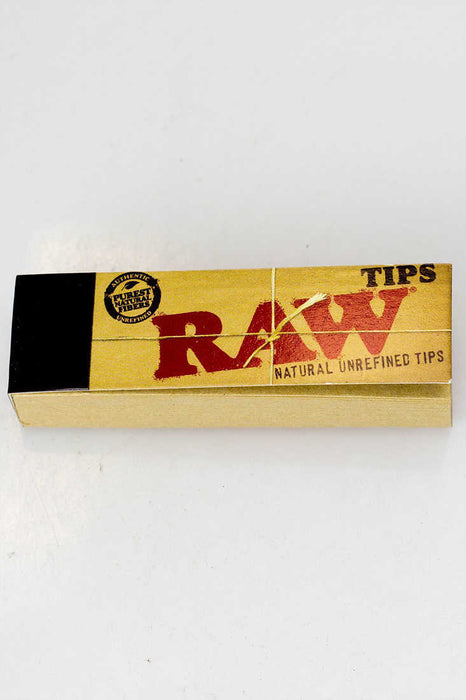 TIPS
AUTHENTIC
PUREST
NATURAL
FIBERS
UNREFINED
RAW®
NATURAL UNREFINED TIPS